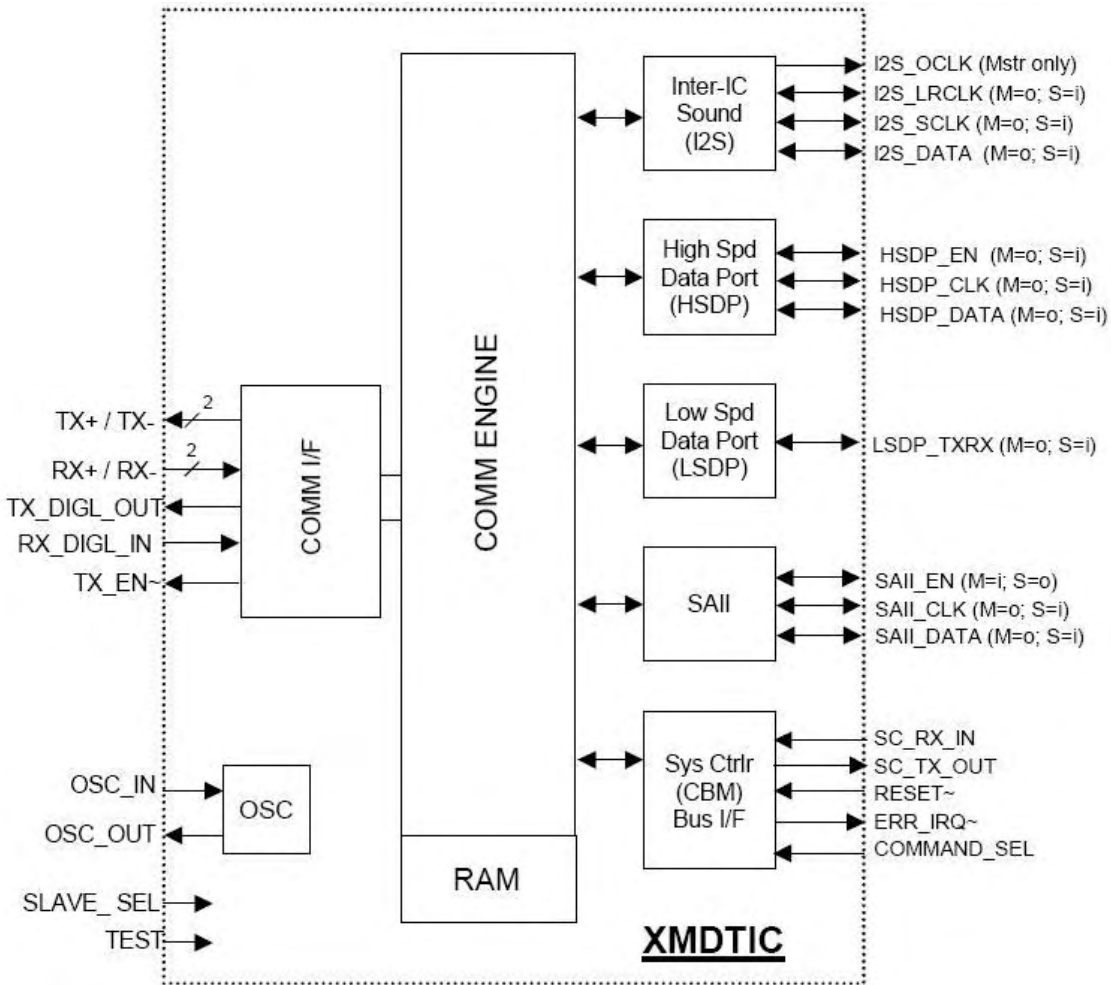 Inter-IC
Sound
(I2S)
I2S_OCLK (Mstr only)
I2S_LRCLK (M=o; S=i)
I2S_SCLK (M=o; S=i)
I2S_DATA (M=o; S=i)
High Spd
Data Port
(HSDP)
HSDP_EN (M=o; S=i)
HSDP_CLK (M=o; S=i)
HSDP_DATA (M=o; S=i)
Low Spd
Data Port
(LSDP)
LSDP_TXRX (M=o; S=i)
SAII
SAII_EN (M=i; S=o)
SAII_CLK (M=o; S=i)
SAII_DATA (M=o; S=i)
Sys Ctrlr
(CBM)
Bus I/F
SC_RX_IN
SC_TX_OUT
RESET~
ERR_IRQ~
COMMAND_SEL
COMM ENGINE
RAM
COMM I/F
TX+ / TX-
2
RX+ / RX-
2
TX_DIGL_OUT
RX_DIGL_IN
TX_EN~
OSC_IN
OSC_OUT
OSC
SLAVE_ SEL
TEST
XMDTIC